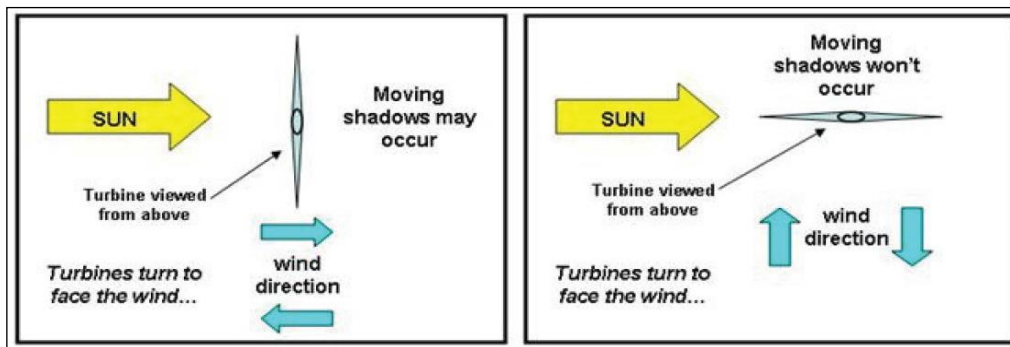 SUN
Moving
shadows may
occur
Turbine viewed
from above
wind
direction
Turbines turn to
face the wind...
Moving
shadows won't
occur
SUN
Turbine viewed
from above
wind
direction
Turbines turn to
face the wind...